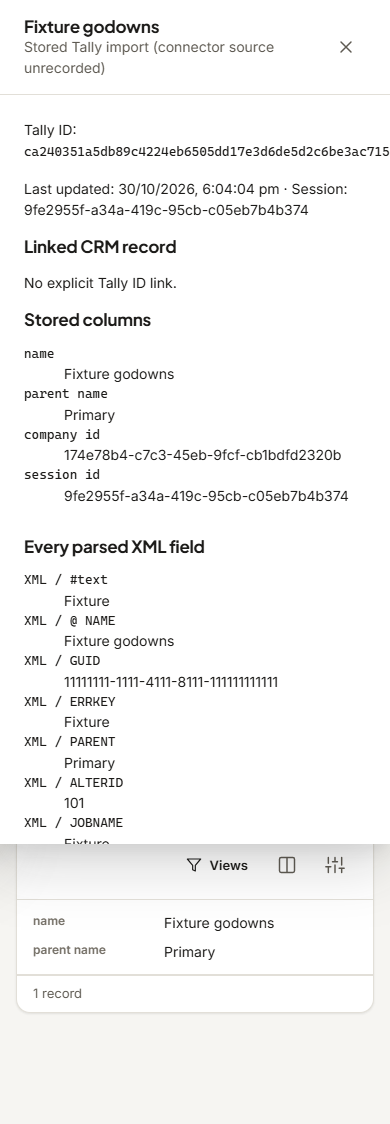 Fixture godowns
Stored Tally import (connector source
unrecorded)
Tally ID:
ca240351a5db89c4224eb6505dd17e3d6de5d2c6be3ac715
Last updated: 30/10/2026, 6:04:04 pm · Session:
9fe2955f-a34a-419c-95cb-c05eb7b4b374
Linked CRM record
No explicit Tally ID link.
Stored columns
name
Fixture godowns
parent name
Primary
company id
174e78b4-c7c3-45eb-9fcf-cb1bdfd2320b
session id
9fe2955f-a34a-419c-95cb-c05eb7b4b374
Every parsed XML field
XML / #text
Fixture
XML / @ NAME
Fixture godowns
XML / GUID
11111111-1111-4111-8111-111111111111
XML / ERRKEY
Fixture
XML / PARENT
Primary
XML / ALTERID
101
XML / JOBNAME
Fixture
Views
name Fixture godowns
parent name Primary
1 record